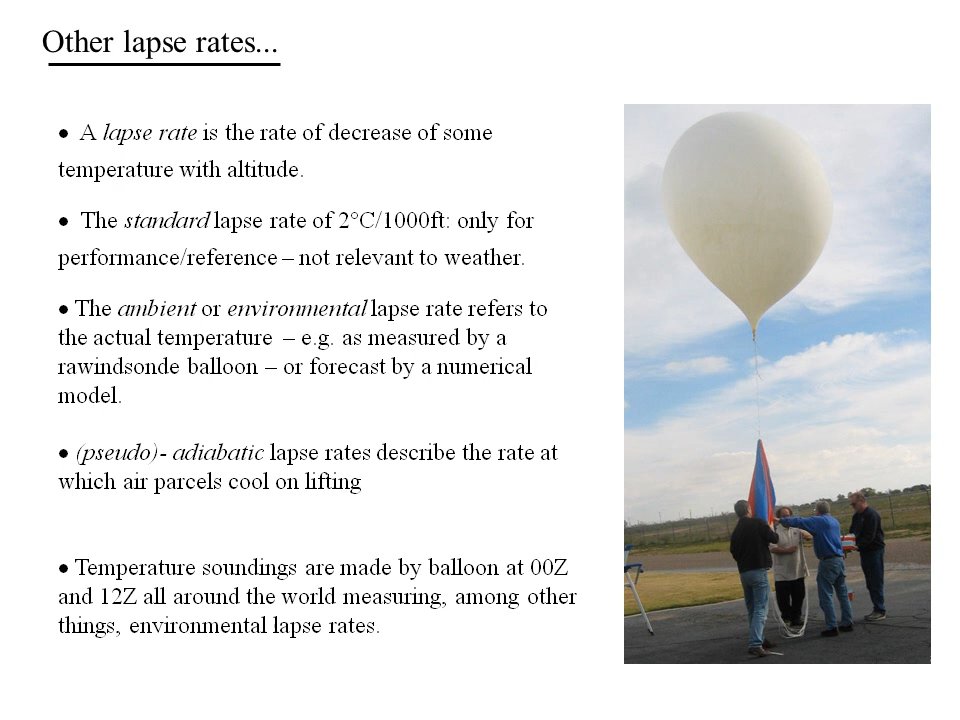 Other lapse rates...
• A lapse rate is the rate of decrease of some
temperature with altitude.
• The standard lapse rate of 2°C/1000ft: only for
performance/reference – not relevant to weather.
• The ambient or environmental lapse rate refers to
the actual temperature – e.g. as measured by a
rawindsonde balloon – or forecast by a numerical
model.
• (pseudo)- adiabatic lapse rates describe the rate at
which air parcels cool on lifting
• Temperature soundings are made by balloon at 00Z
and 12Z all around the world measuring, among other
things, environmental lapse rates.